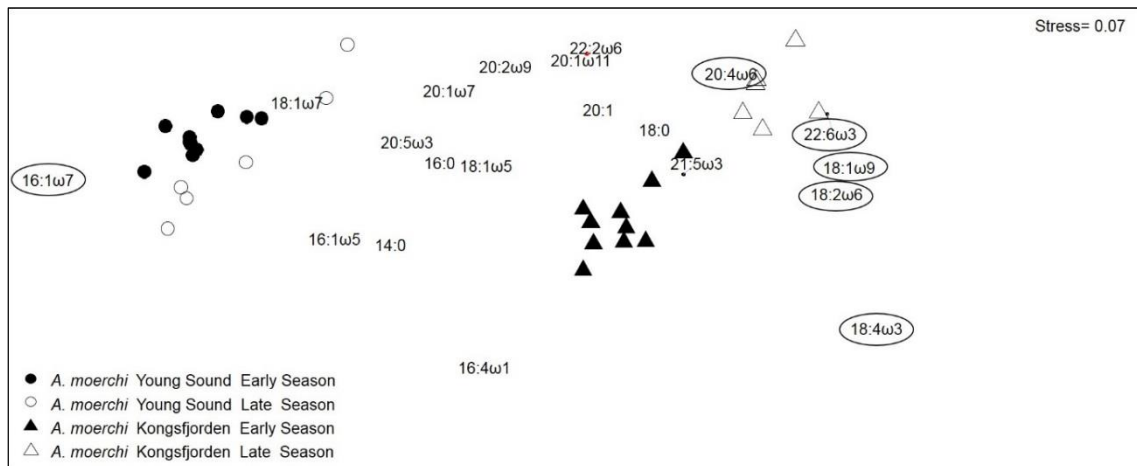 Stress= 0.07
22:2ω6
20:1ω11
20:2ω9
20:4ω6
20:1ω7
18:1ω7
20:1
22:6ω3
18:0
20:5ω3
16:0
18:1ω5
21:5ω3
18:1ω9
16:1ω7
18:2ω6
16:1ω5
14:0
18:4ω3
16:4ω1
A. moerchi Young Sound Early Season
A. moerchi Young Sound Late Season
A. moerchi Kongsfjorden Early Season
A. moerchi Kongsfjorden Late Season